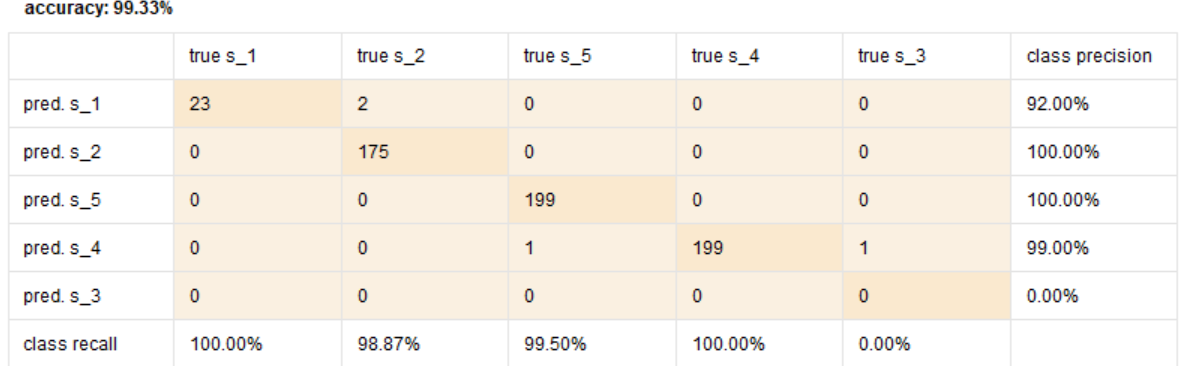 accuracy: 99.33%
true s_1 true s_2 true s_5 true s_4 true s_3 class precision
pred. s_1 23 2 0 0 0 92.00%
pred. s_2 0 175 0 0 0 100.00%
pred. s_5 0 0 199 0 0 100.00%
pred. s_4 0 0 1 199 1 99.00%
pred. s_3 0 0 0 0 0 0.00%
class recall 100.00% 98.87% 99.50% 100.00% 0.00%